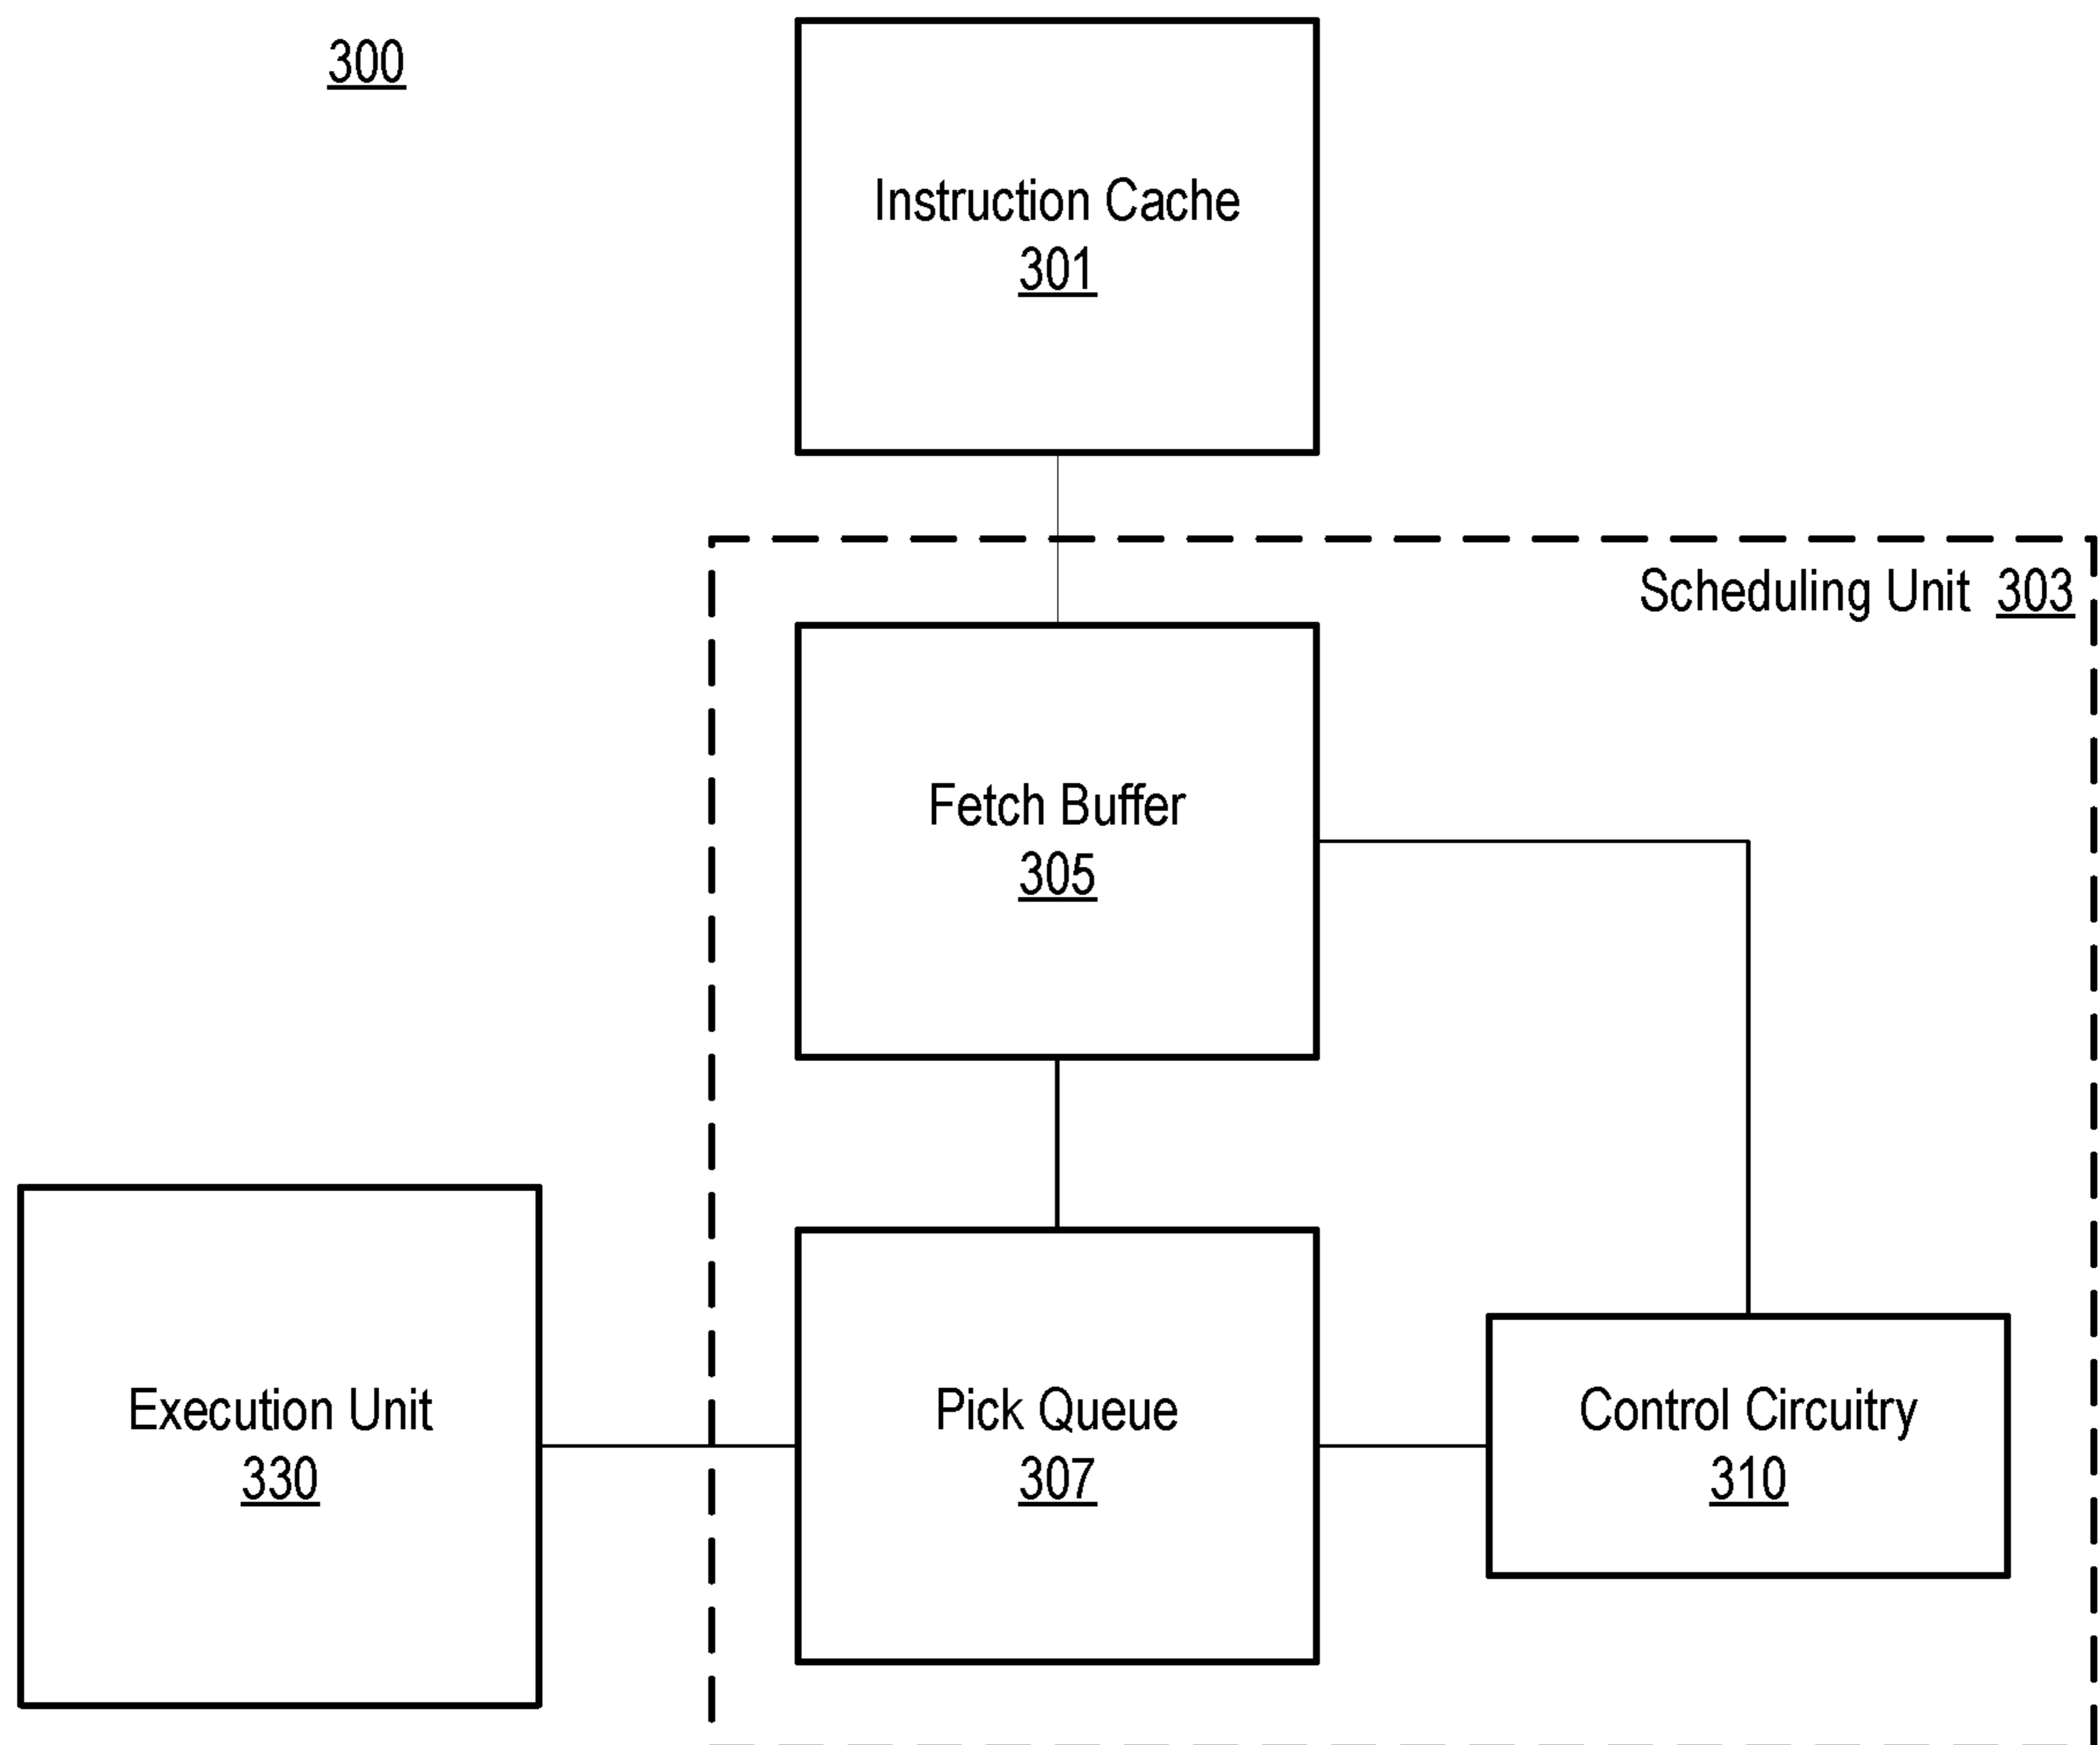 300
Instruction Cache
301
Scheduling Unit 303
Fetch Buffer
305
Execution Unit
330
Pick Queue
307
Control Circuitry
310